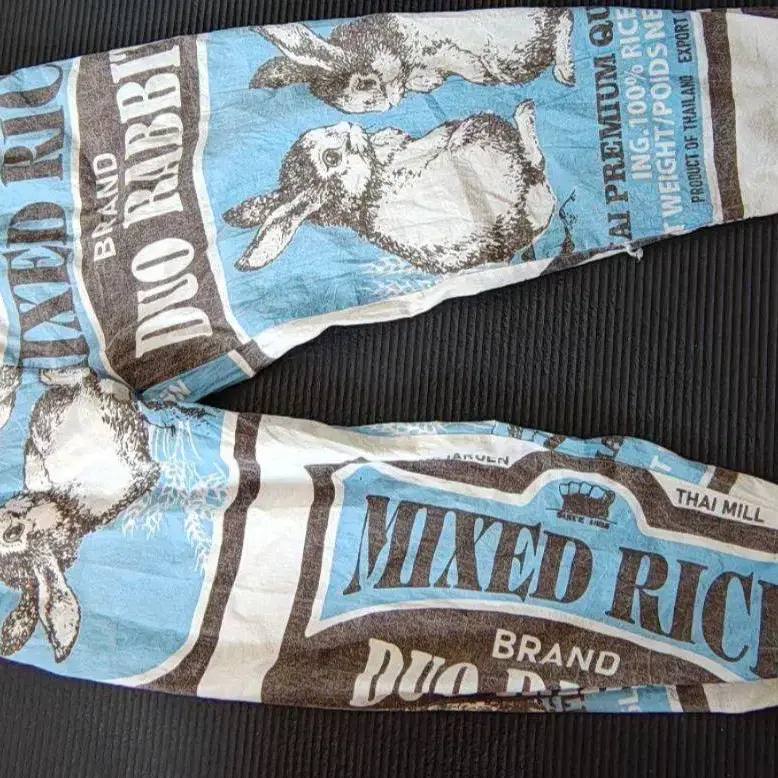 MIXED RIC
BRAND
DUO RABBI
AI PREMIUM QU
ING. 100% RICE
T WEIGHT/POIDS NE
PRODUCT OF THAILAND EXPORT
THAI MILL
MIXED RICE
BRAND
DUO